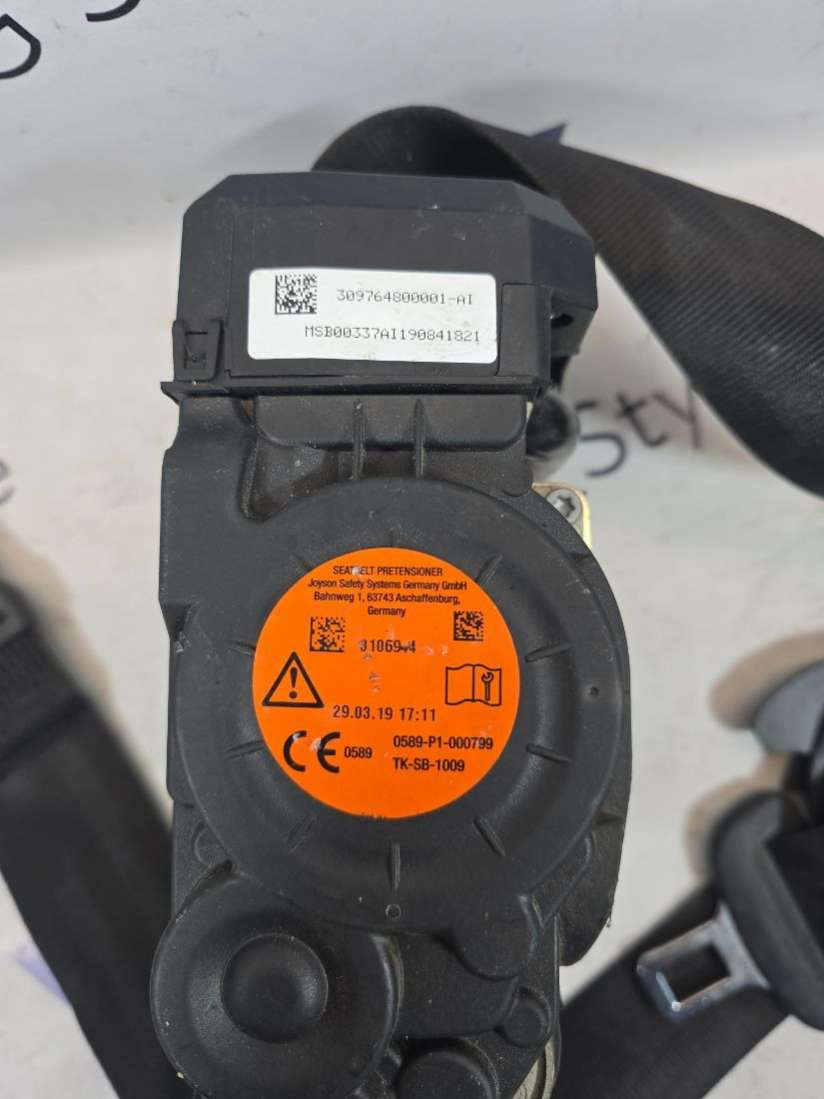 309764800001-AI
MSB00337AI190841821
SEATBELT PRETENSIONER
Joyson Safety Systems Germany GmbH
Bahnweg 1, 63743 Aschaffenburg,
Germany
29.03.19 17:11
CE 0589
0589-P1-000799
TK-SB-1009
Sty